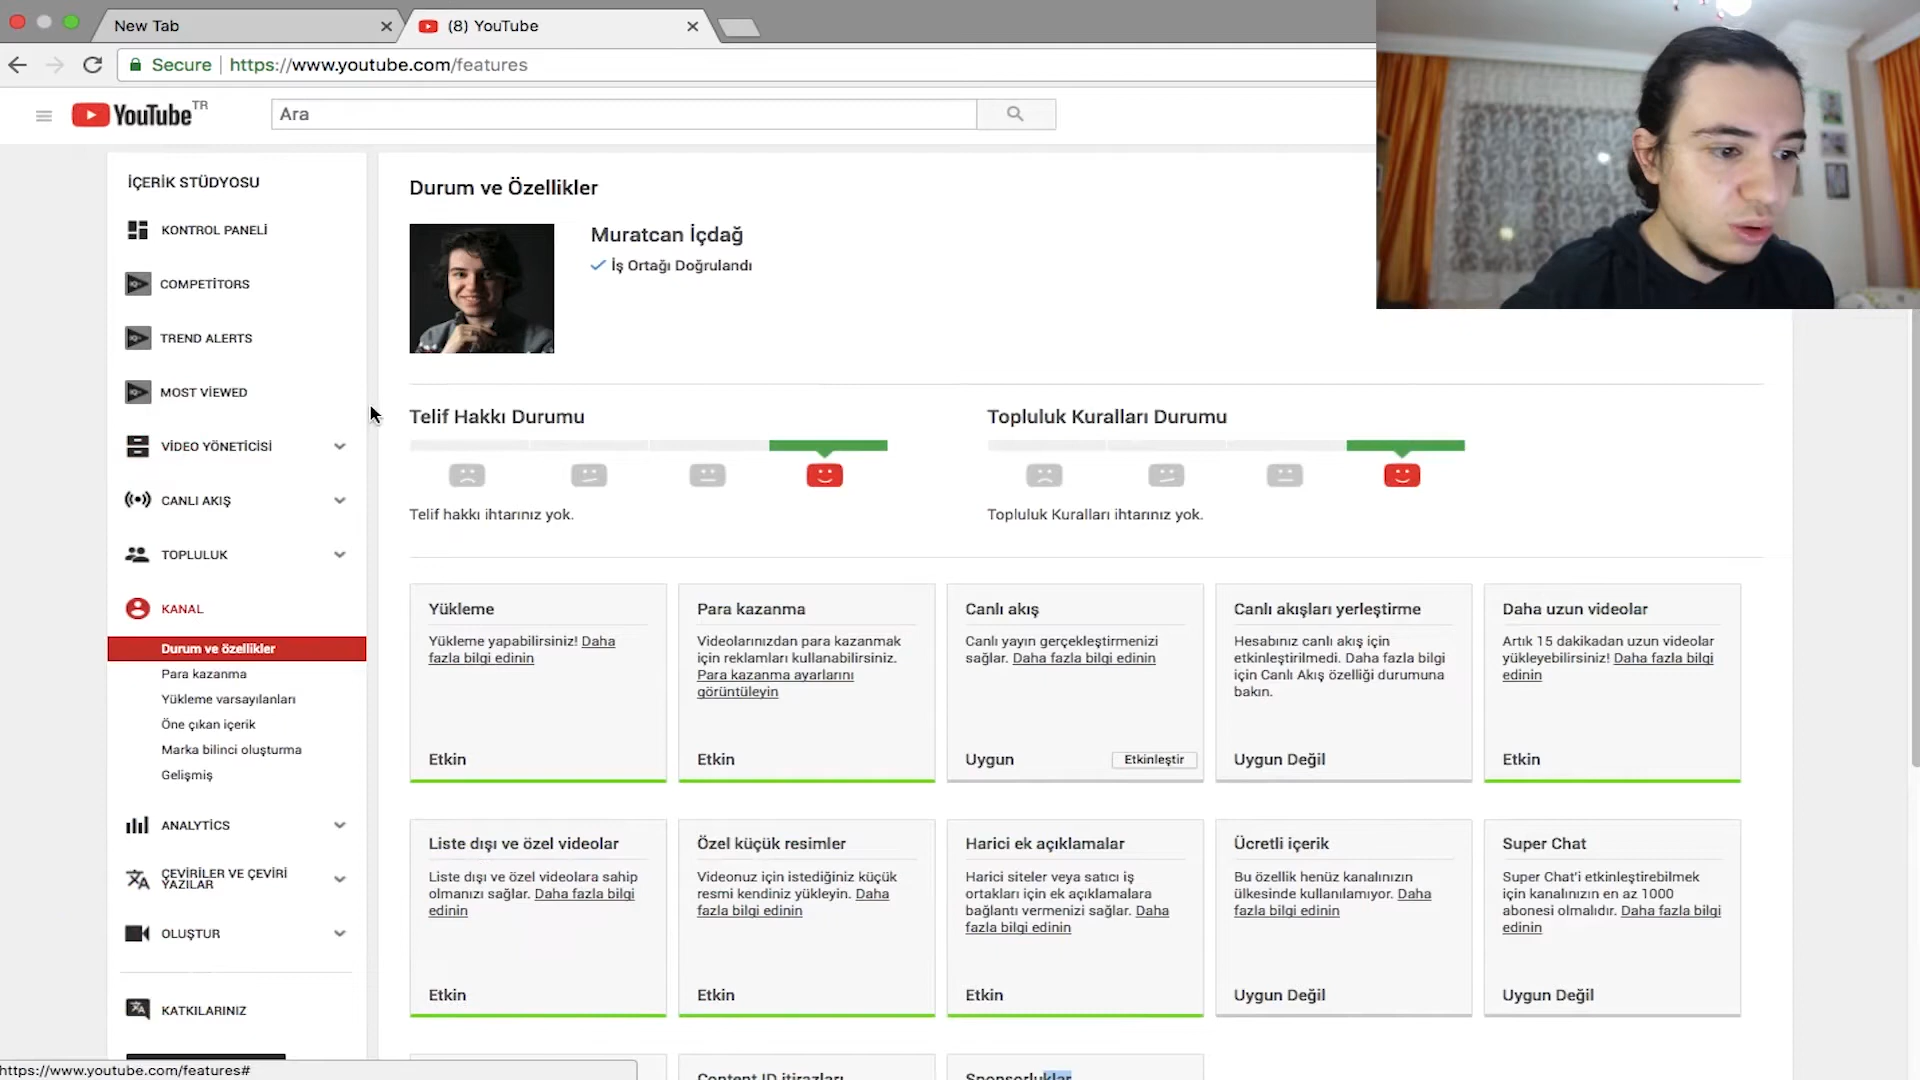 New Tab
(8) YouTube
Secure
https://www.youtube.com/features
YouTube TR
Ara
İÇERİK STÜDYOSU
KONTROL PANELİ
COMPETİTORS
TREND ALERTS
MOST VİEWED
VİDEO YÖNETİCİSİ
CANLI AKIŞ
TOPLULUK
KANAL
Durum ve özellikler
Para kazanma
Yükleme varsayılanları
Öne çıkan içerik
Marka bilinci oluşturma
Gelişmiş
ANALYTİCS
ÇEVİRİLER VE ÇEVİRİ
YAZILAR
OLUŞTUR
KATKILARINIZ
Durum ve Özellikler
Muratcan İçdağ
İş Ortağı Doğrulandı
Telif Hakkı Durumu
Telif hakkı ihtarınız yok.
Topluluk Kuralları Durumu
Topluluk Kuralları ihtarınız yok.
Yükleme
Yükleme yapabilirsiniz! Daha
fazla bilgi edinin
Etkin
Para kazanma
Videolarınızdan para kazanmak
için reklamları kullanabilirsiniz.
Para kazanma ayarlarını
görüntüleyin
Etkin
Canlı akış
Canlı yayın gerçekleştirmenizi
sağlar. Daha fazla bilgi edinin
Uygun
Etkinleştir
Canlı akışları yerleştirme
Hesabınız canlı akış için
etkinleştirilmedi. Daha fazla bilgi
için Canlı Akış özelliği durumuna
bakın.
Uygun Değil
Daha uzun videolar
Artık 15 dakikadan uzun videolar
yükleyebilirsiniz! Daha fazla bilgi
edinin
Etkin
Liste dışı ve özel videolar
Liste dışı ve özel videolara sahip
olmanızı sağlar. Daha fazla bilgi
edinin
Etkin
Özel küçük resimler
Videonuz için istediğiniz küçük
resmi kendiniz yükleyin. Daha
fazla bilgi edinin
Etkin
Harici ek açıklamalar
Harici siteler veya satıcı iş
ortakları için ek açıklamalara
bağlantı vermenizi sağlar. Daha
fazla bilgi edinin
Etkin
Ücretli içerik
Bu özellik henüz kanalınızın
ülkesinde kullanılamıyor. Daha
fazla bilgi edinin
Uygun Değil
Super Chat
Super Chat'i etkinleştirebilmek
için kanalınızın en az 1000
abonesi olmalıdır. Daha fazla bilgi
edinin
Uygun Değil
Content ID itirazları
Sponsorluklar
https://www.youtube.com/features#